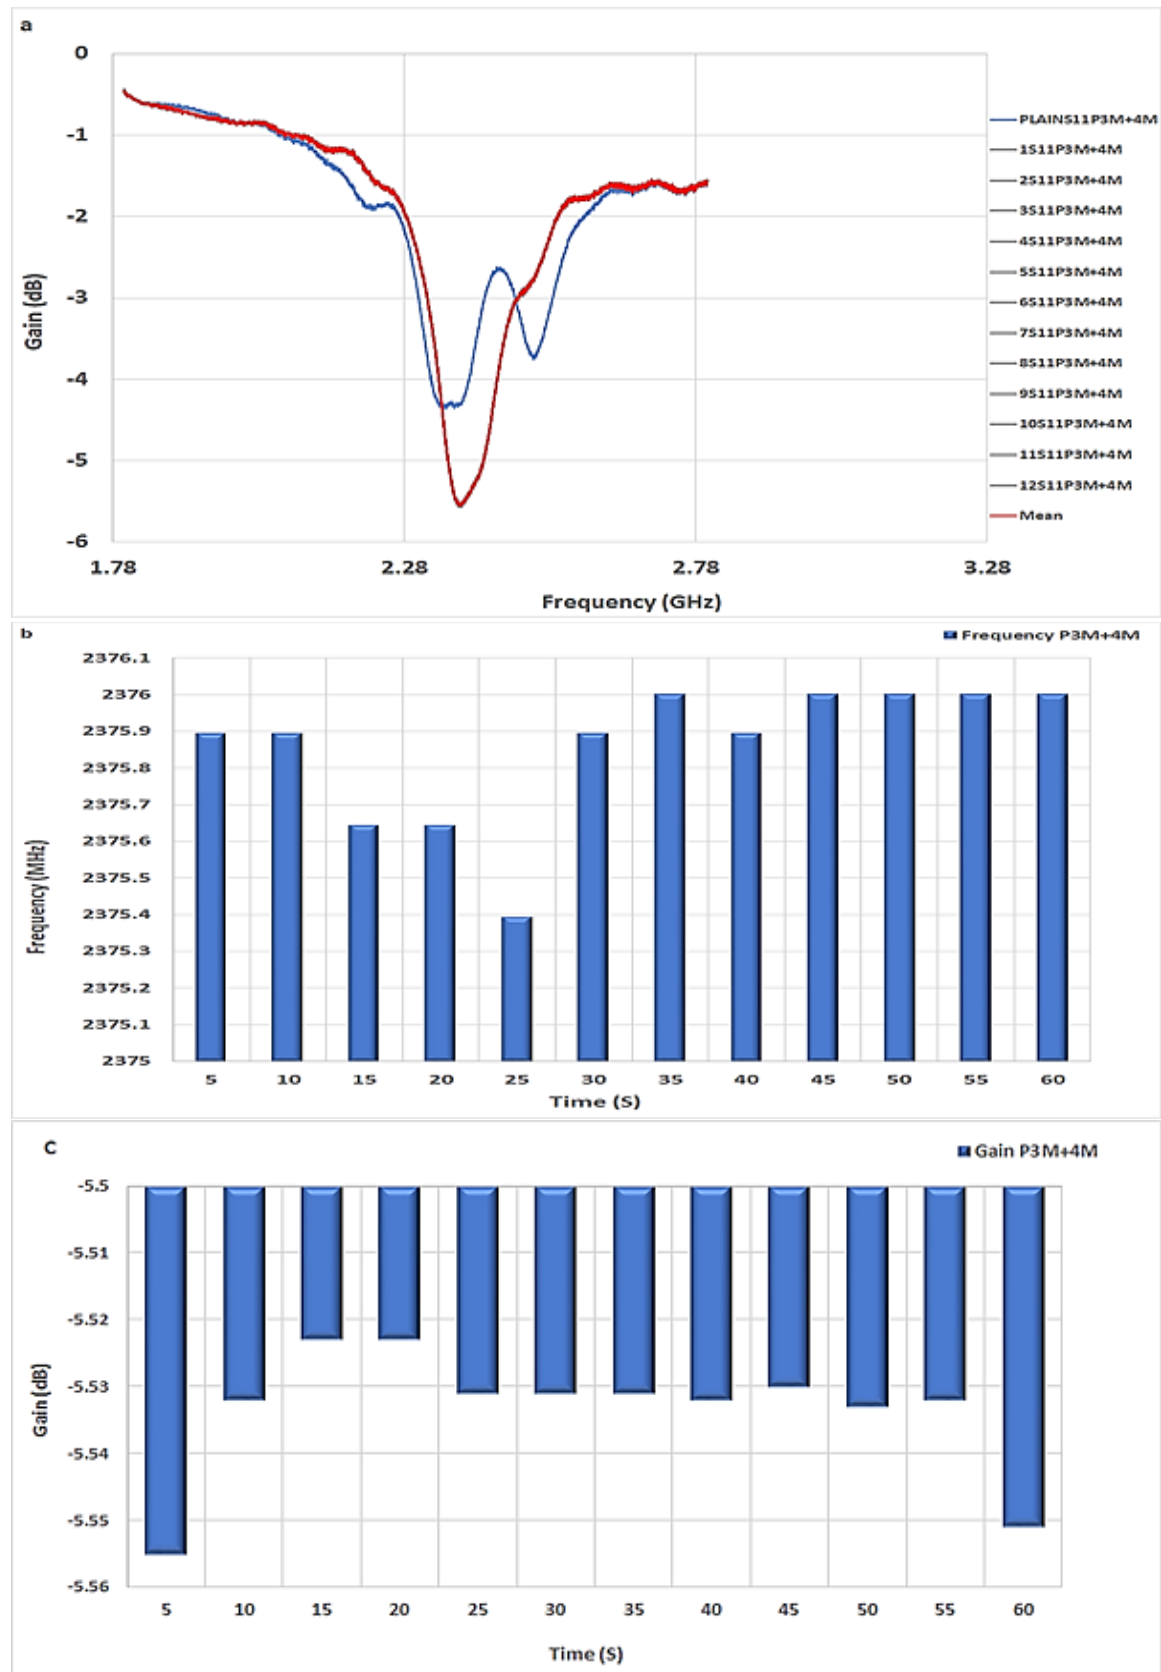 a
0
-1
-2
-3
-4
-5
-6
Gain (dB)
1.78 2.28 2.78 3.28
Frequency (GHz)
PLAINS11P3M+4M
1S11P3M+4M
2S11P3M+4M
3S11P3M+4M
4S11P3M+4M
5S11P3M+4M
6S11P3M+4M
7S11P3M+4M
8S11P3M+4M
9S11P3M+4M
10S11P3M+4M
11S11P3M+4M
12S11P3M+4M
Mean
b
Frequency P3M+4M
2376.1
2376
2375.9
2375.8
2375.7
2375.6
2375.5
2375.4
2375.3
2375.2
2375.1
2375
Frequency (MHz)
5 10 15 20 25 30 35 40 45 50 55 60
Time (S)
C
Gain P3M+4M
-5.5
-5.51
-5.52
-5.53
-5.54
-5.55
-5.56
Gain (dB)
5 10 15 20 25 30 35 40 45 50 55 60
Time (S)